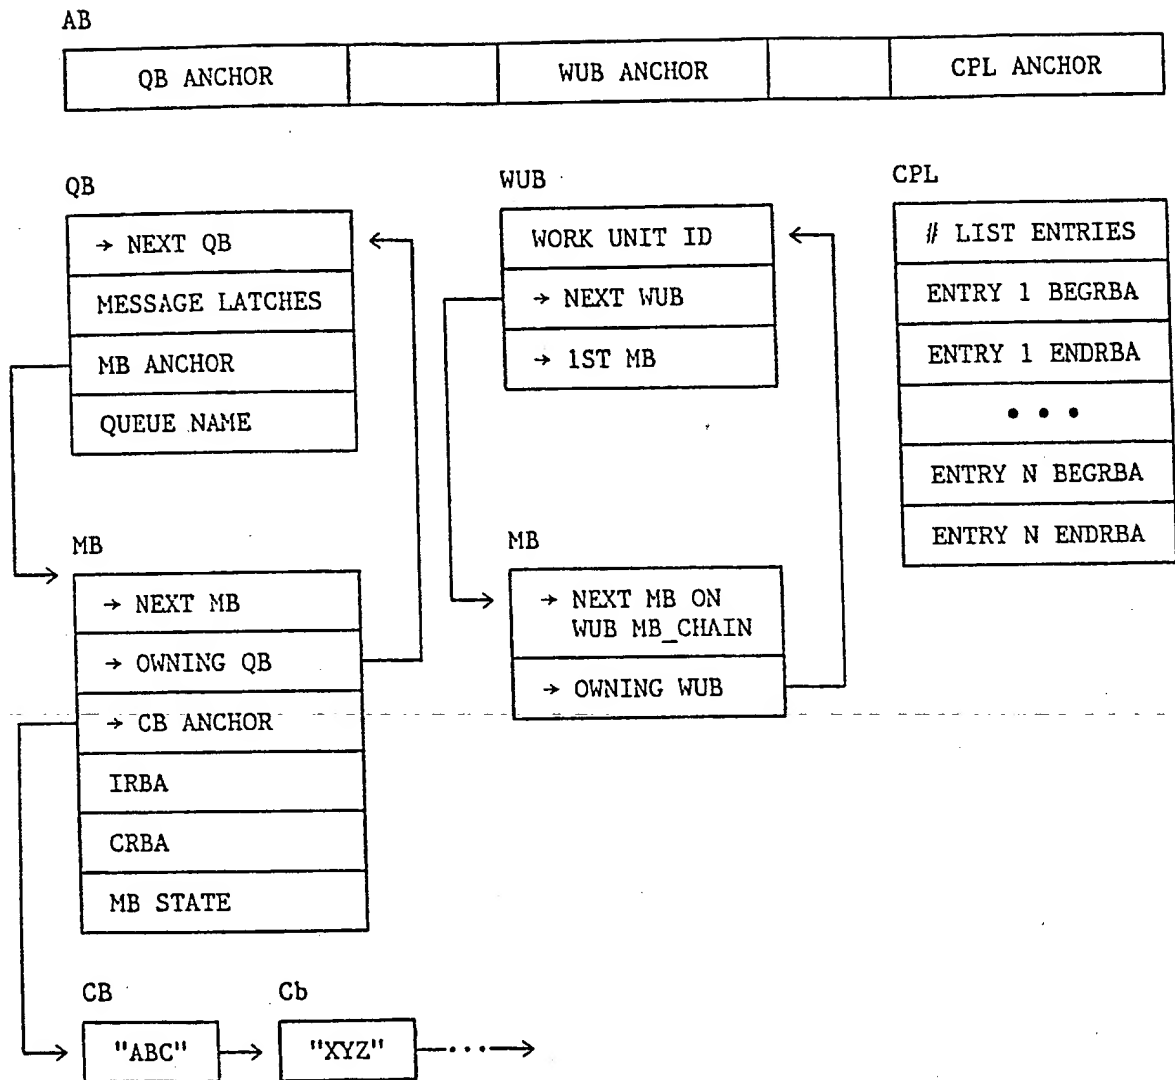 AB
QB ANCHOR WUB ANCHOR CPL ANCHOR
QB
→ NEXT QB
MESSAGE LATCHES
MB ANCHOR
QUEUE NAME
WUB
WORK UNIT ID
→ NEXT WUB
→ 1ST MB
CPL
# LIST ENTRIES
ENTRY 1 BEGRBA
ENTRY 1 ENDRBA
• • •
ENTRY N BEGRBA
ENTRY N ENDRBA
MB
→ NEXT MB
→ OWNING QB
→ CB ANCHOR
IRBA
CRBA
MB STATE
MB
→ NEXT MB ON
WUB MB_CHAIN
→ OWNING WUB
CB Cb
"ABC" "XYZ"